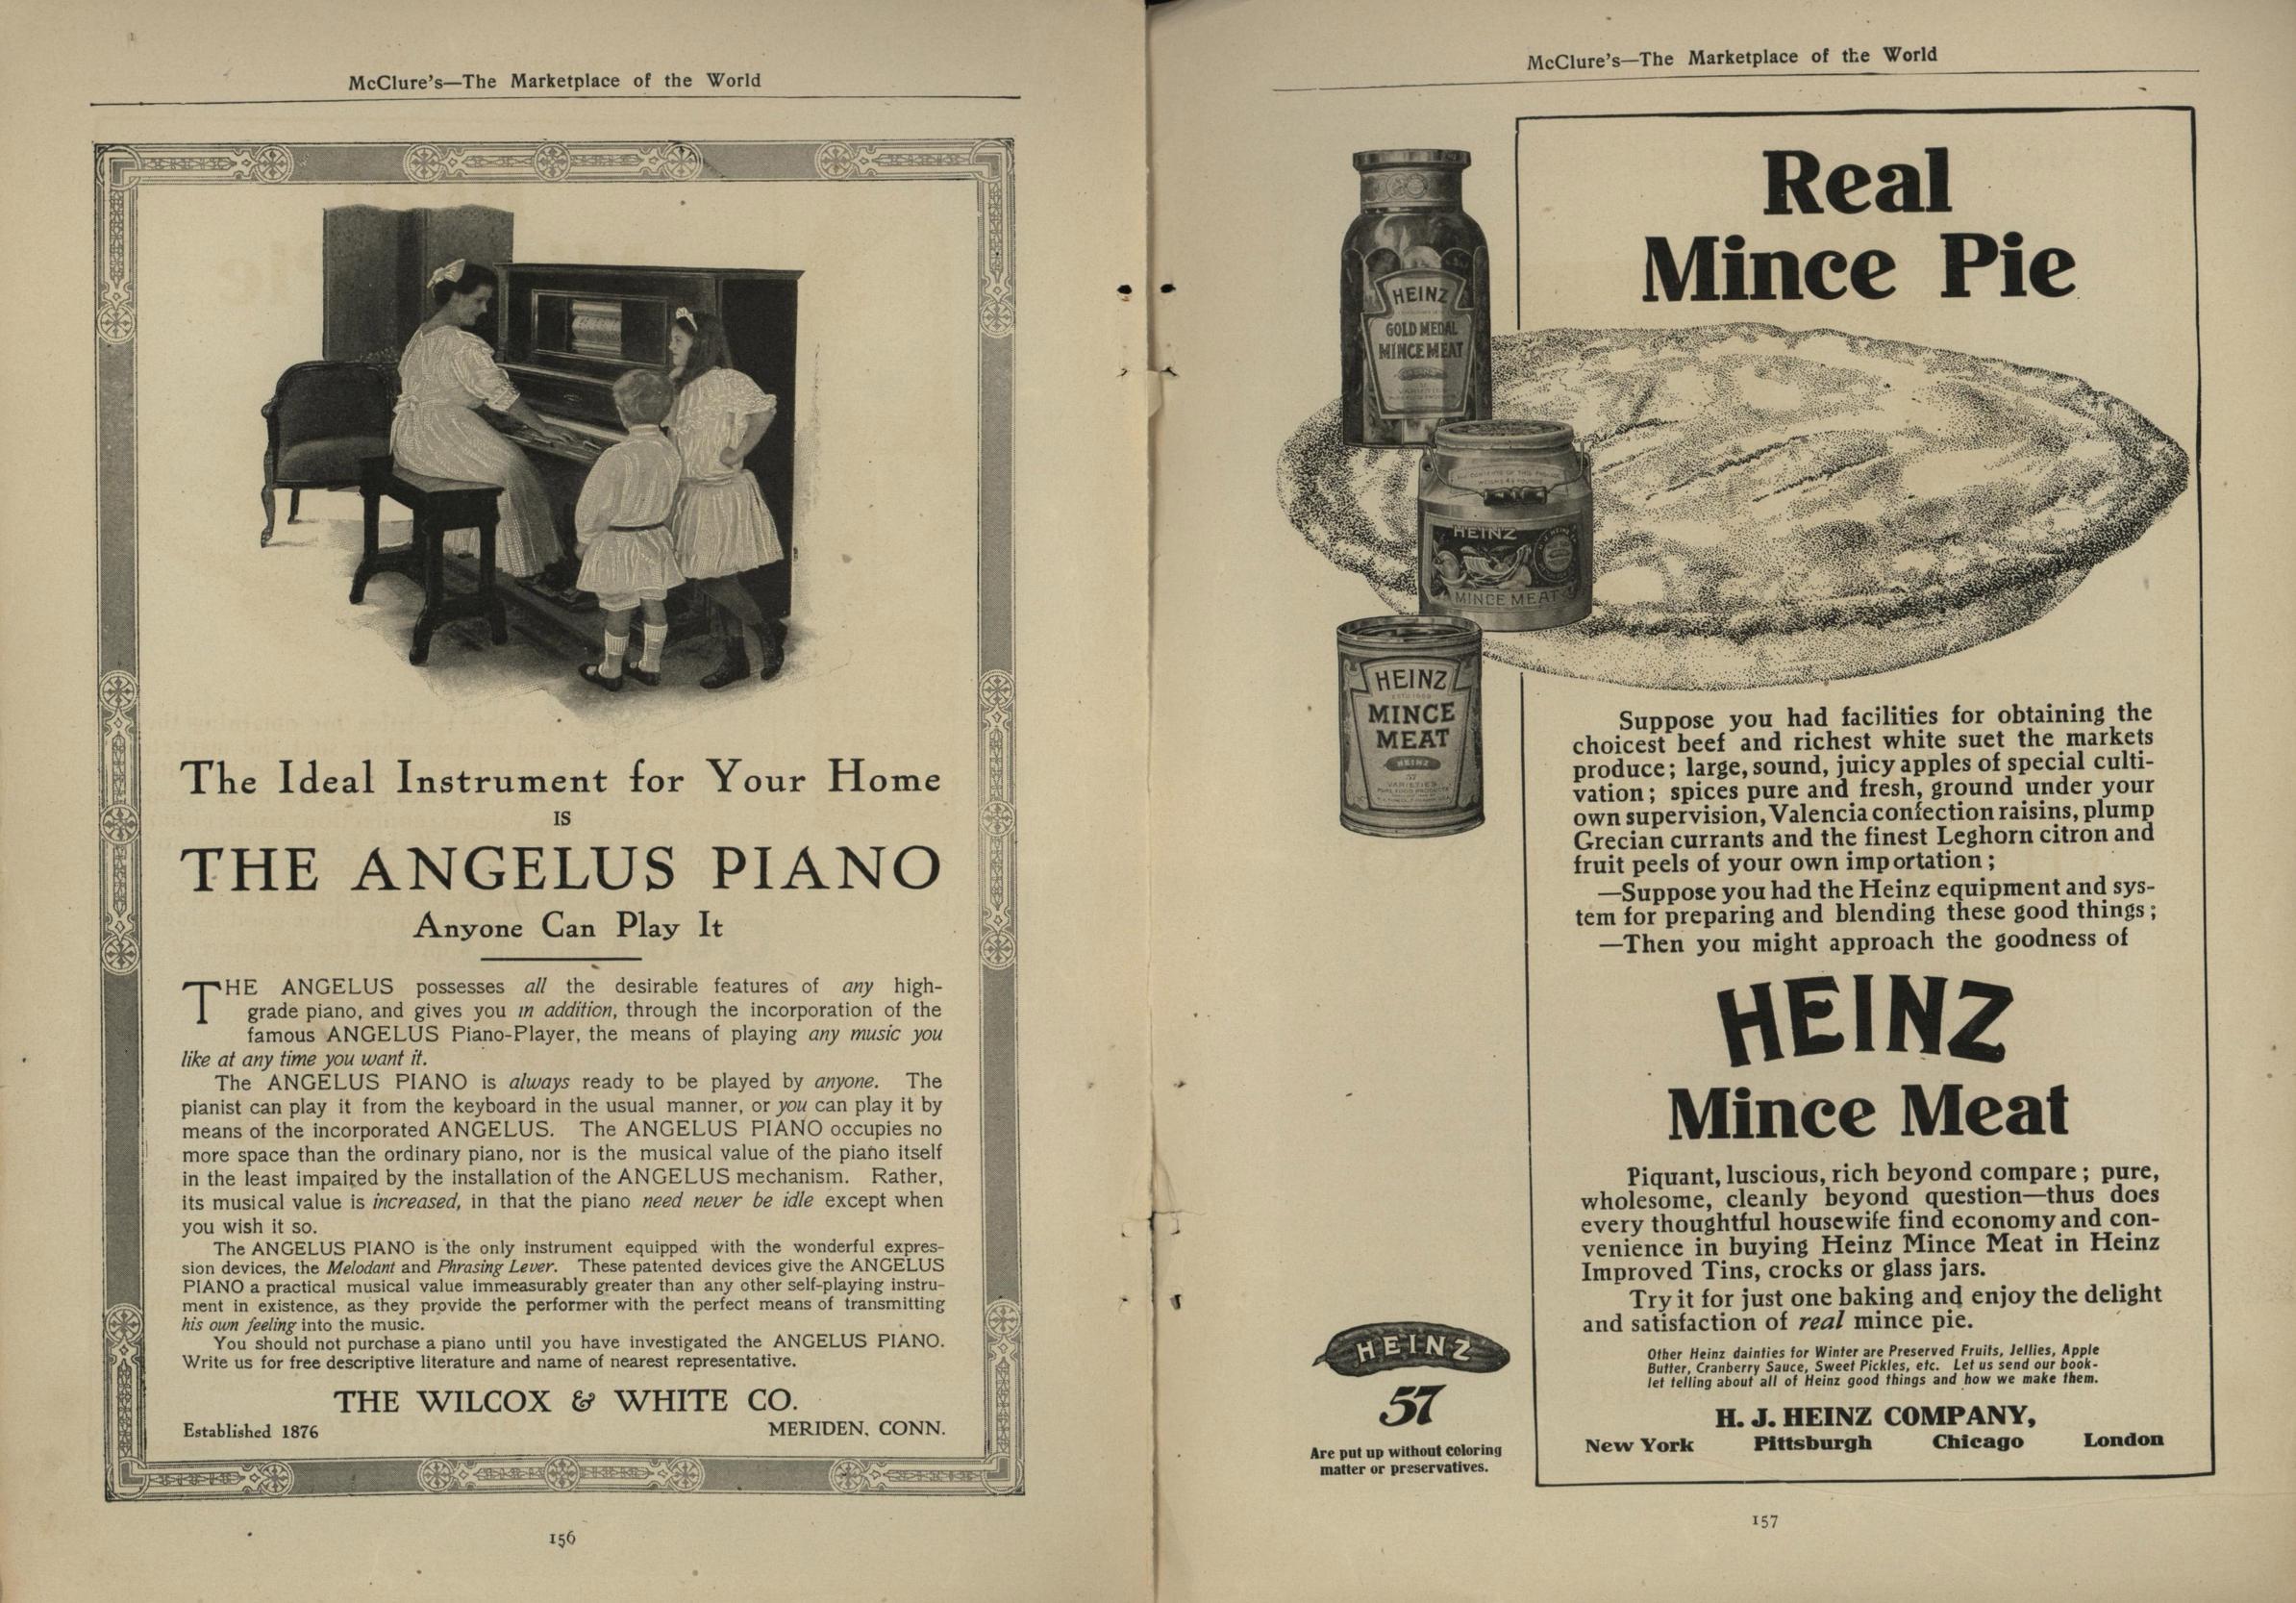 McClure's—The Marketplace of the World
The Ideal Instrument for Your Home
IS
THE ANGELUS PIANO
Anyone Can Play It
THE ANGELUS possesses all the desirable features of any high-
grade piano, and gives you in addition, through the incorporation of the
famous ANGELUS Piano-Player, the means of playing any music you
like at any time you want it.
The ANGELUS PIANO is always ready to be played by anyone. The
pianist can play it from the keyboard in the usual manner, or you can play it by
means of the incorporated ANGELUS. The ANGELUS PIANO occupies no
more space than the ordinary piano, nor is the musical value of the piano itself
in the least impaired by the installation of the ANGELUS mechanism. Rather,
its musical value is increased, in that the piano need never be idle except when
you wish it so.
The ANGELUS PIANO is the only instrument equipped with the wonderful expres-
sion devices, the Melodant and Phrasing Lever. These patented devices give the ANGELUS
PIANO a practical musical value immeasurably greater than any other self-playing instru-
ment in existence, as they provide the performer with the perfect means of transmitting
his own feeling into the music.
You should not purchase a piano until you have investigated the ANGELUS PIANO.
Write us for free descriptive literature and name of nearest representative.
THE WILCOX & WHITE CO.
Established 1876 MERIDEN, CONN.
156
McClure's—The Marketplace of the World
Real
Mince Pie
HEINZ
GOLD MEDAL
MINCE MEAT
HEINZ
MINCE MEAT
HEINZ
MINCE
MEAT
HEINZ
57
VARIETIES
PURE FOOD PRODUCTS
Suppose you had facilities for obtaining the
choicest beef and richest white suet the markets
produce; large, sound, juicy apples of special culti-
vation; spices pure and fresh, ground under your
own supervision, Valencia confection raisins, plump
Grecian currants and the finest Leghorn citron and
fruit peels of your own importation;
—Suppose you had the Heinz equipment and sys-
tem for preparing and blending these good things;
—Then you might approach the goodness of
HEINZ
Mince Meat
Piquant, luscious, rich beyond compare; pure,
wholesome, cleanly beyond question—thus does
every thoughtful housewife find economy and con-
venience in buying Heinz Mince Meat in Heinz
Improved Tins, crocks or glass jars.
Try it for just one baking and enjoy the delight
and satisfaction of real mince pie.
Other Heinz dainties for Winter are Preserved Fruits, Jellies, Apple
Butter, Cranberry Sauce, Sweet Pickles, etc. Let us send our book-
let telling about all of Heinz good things and how we make them.
H. J. HEINZ COMPANY,
New York Pittsburgh Chicago London
HEINZ
57
Are put up without coloring
matter or preservatives.
157